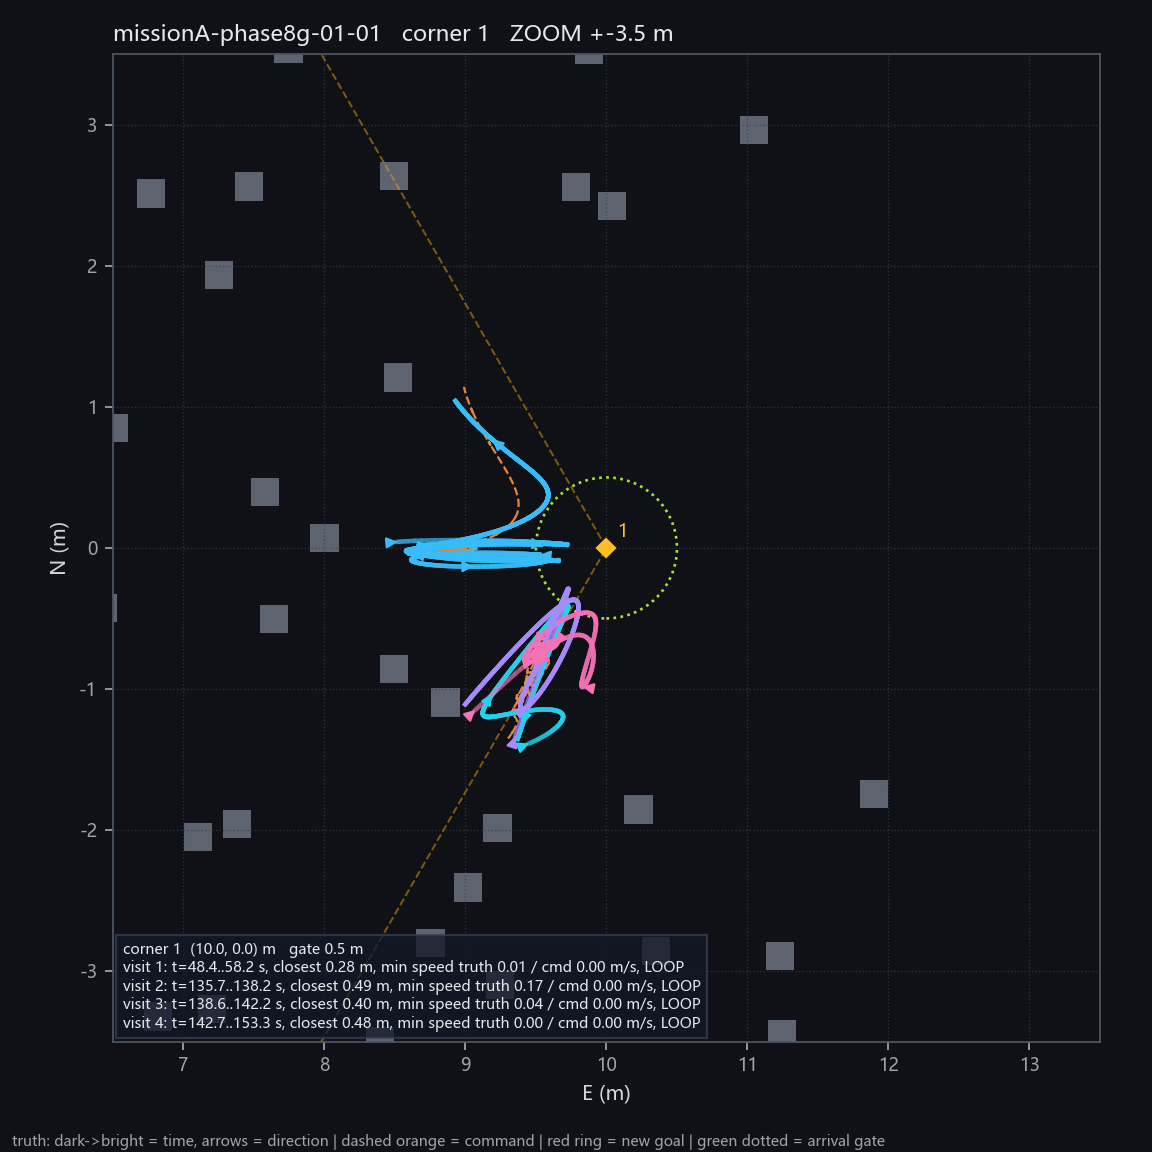 missionA-phase8g-01-01   corner 1   ZOOM +-3.5 m
3
2
1
0
-1
-2
-3
N (m)
1
corner 1  (10.0, 0.0) m   gate 0.5 m
visit 1: t=48.4..58.2 s, closest 0.28 m, min speed truth 0.01 / cmd 0.00 m/s, LOOP
visit 2: t=135.7..138.2 s, closest 0.49 m, min speed truth 0.17 / cmd 0.00 m/s, LOOP
visit 3: t=138.6..142.2 s, closest 0.40 m, min speed truth 0.04 / cmd 0.00 m/s, LOOP
visit 4: t=142.7..153.3 s, closest 0.48 m, min speed truth 0.00 / cmd 0.00 m/s, LOOP
7 8 9 10 11 12 13
E (m)
truth: dark->bright = time, arrows = direction | dashed orange = command | red ring = new goal | green dotted = arrival gate